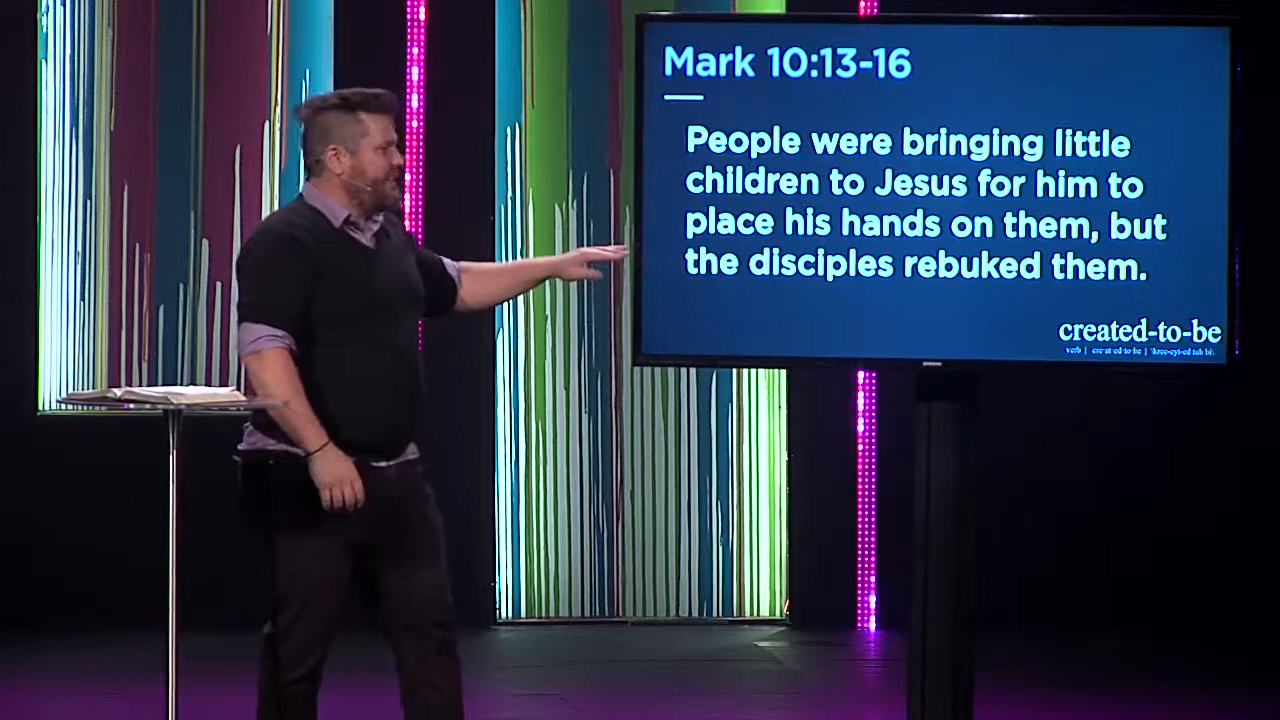 Mark 10:13-16
People were bringing little
children to Jesus for him to
place his hands on them, but
the disciples rebuked them.
created-to-be
verb |